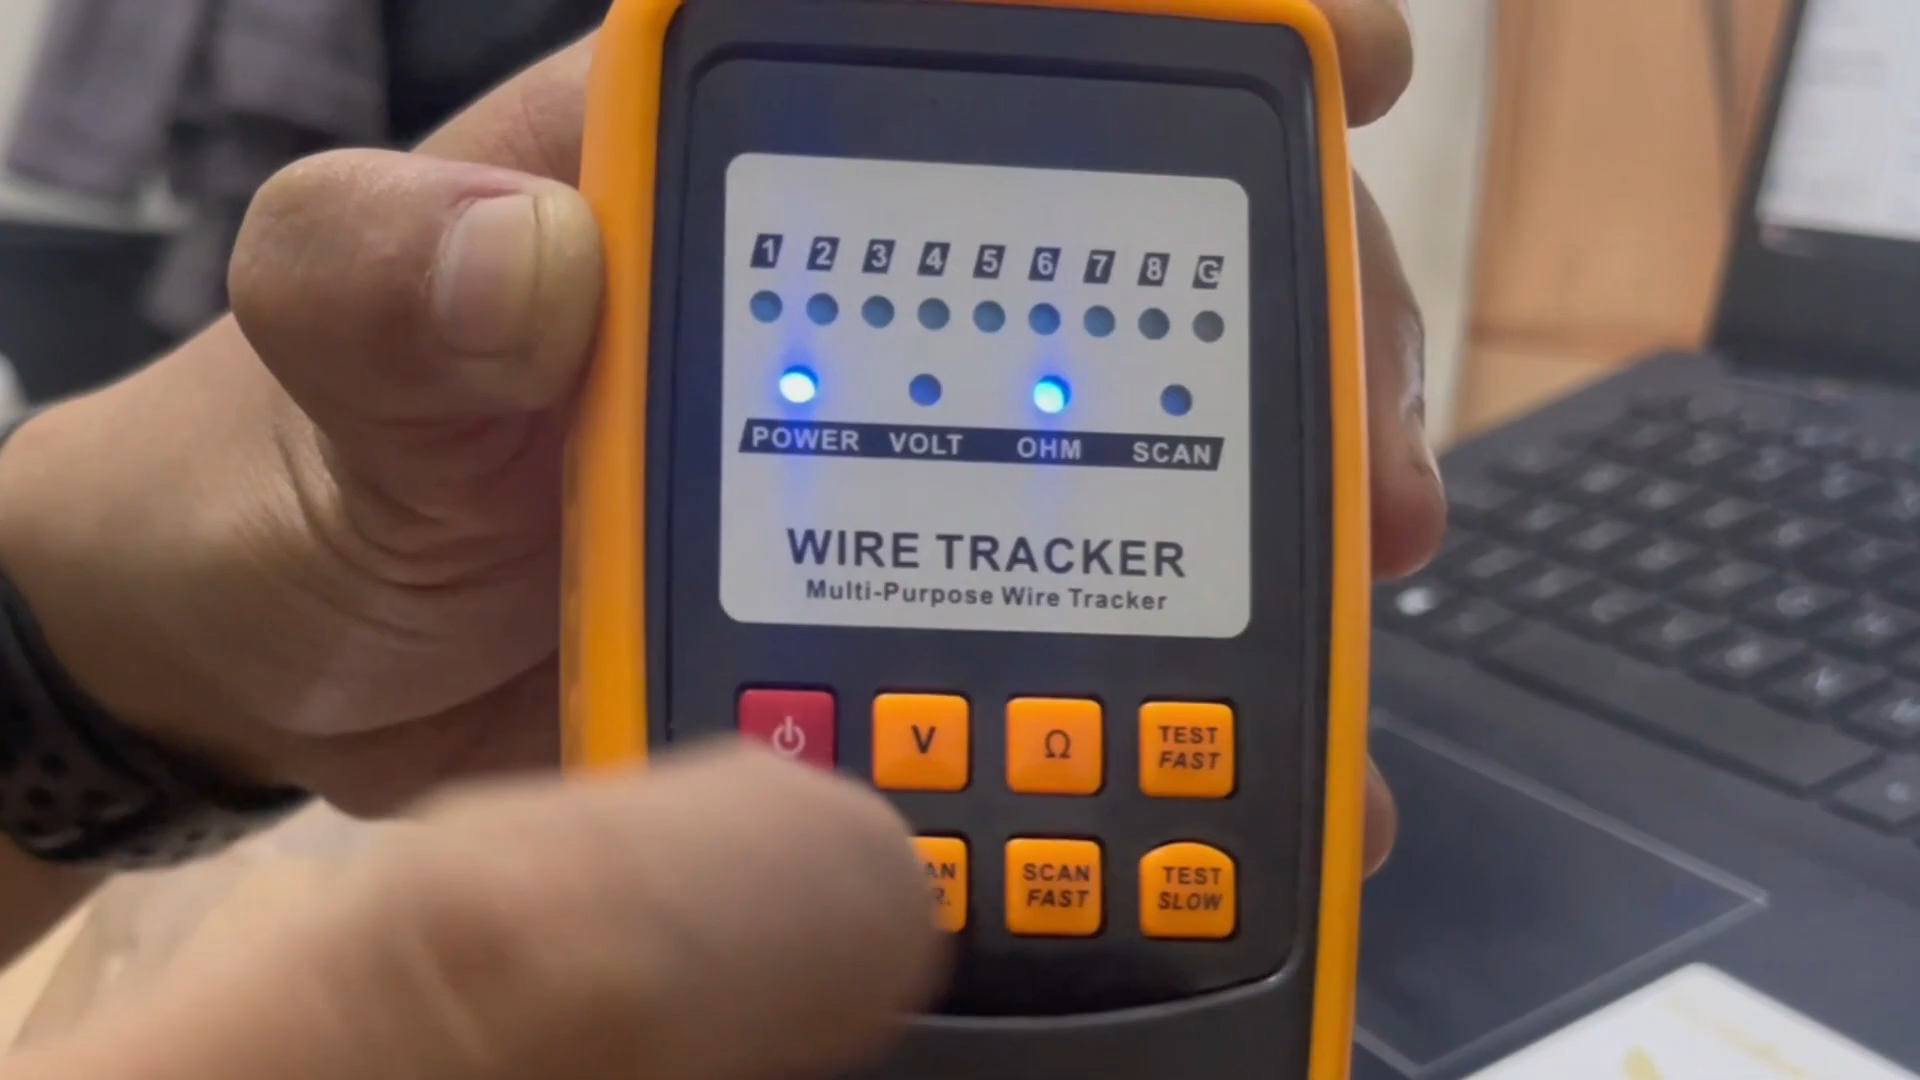 1 2 3 4 5 6 7 8 G
POWER VOLT OHM SCAN
WIRE TRACKER
Multi-Purpose Wire Tracker
V Ω TEST FAST
SCAN FAST
TEST SLOW